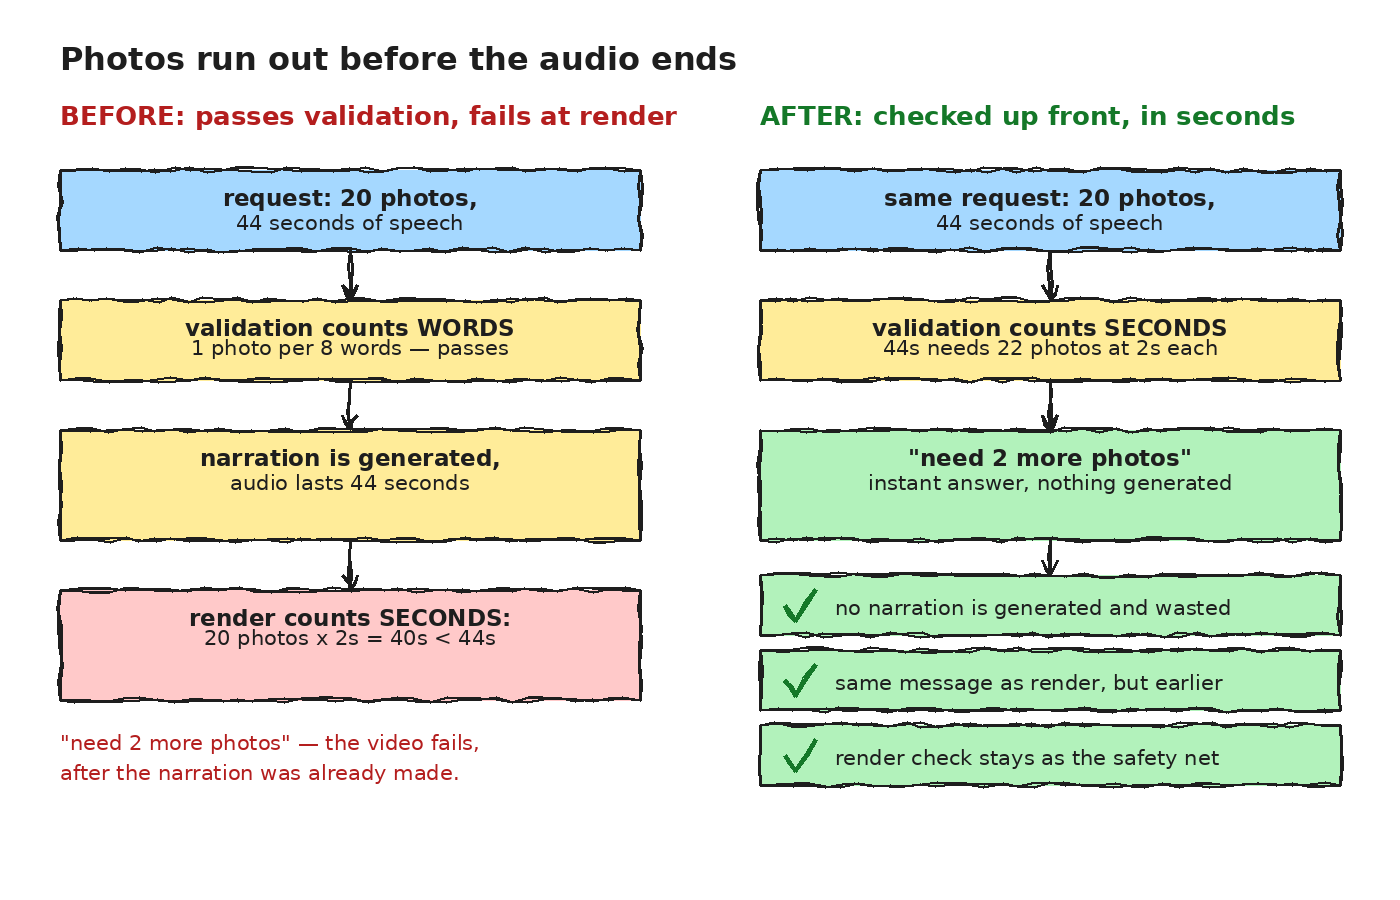 Photos run out before the audio ends
BEFORE: passes validation, fails at render
request: 20 photos,
44 seconds of speech
validation counts WORDS
1 photo per 8 words — passes
narration is generated,
audio lasts 44 seconds
render counts SECONDS:
20 photos x 2s = 40s < 44s
"need 2 more photos" — the video fails,
after the narration was already made.
AFTER: checked up front, in seconds
same request: 20 photos,
44 seconds of speech
validation counts SECONDS
44s needs 22 photos at 2s each
"need 2 more photos"
instant answer, nothing generated
no narration is generated and wasted
same message as render, but earlier
render check stays as the safety net